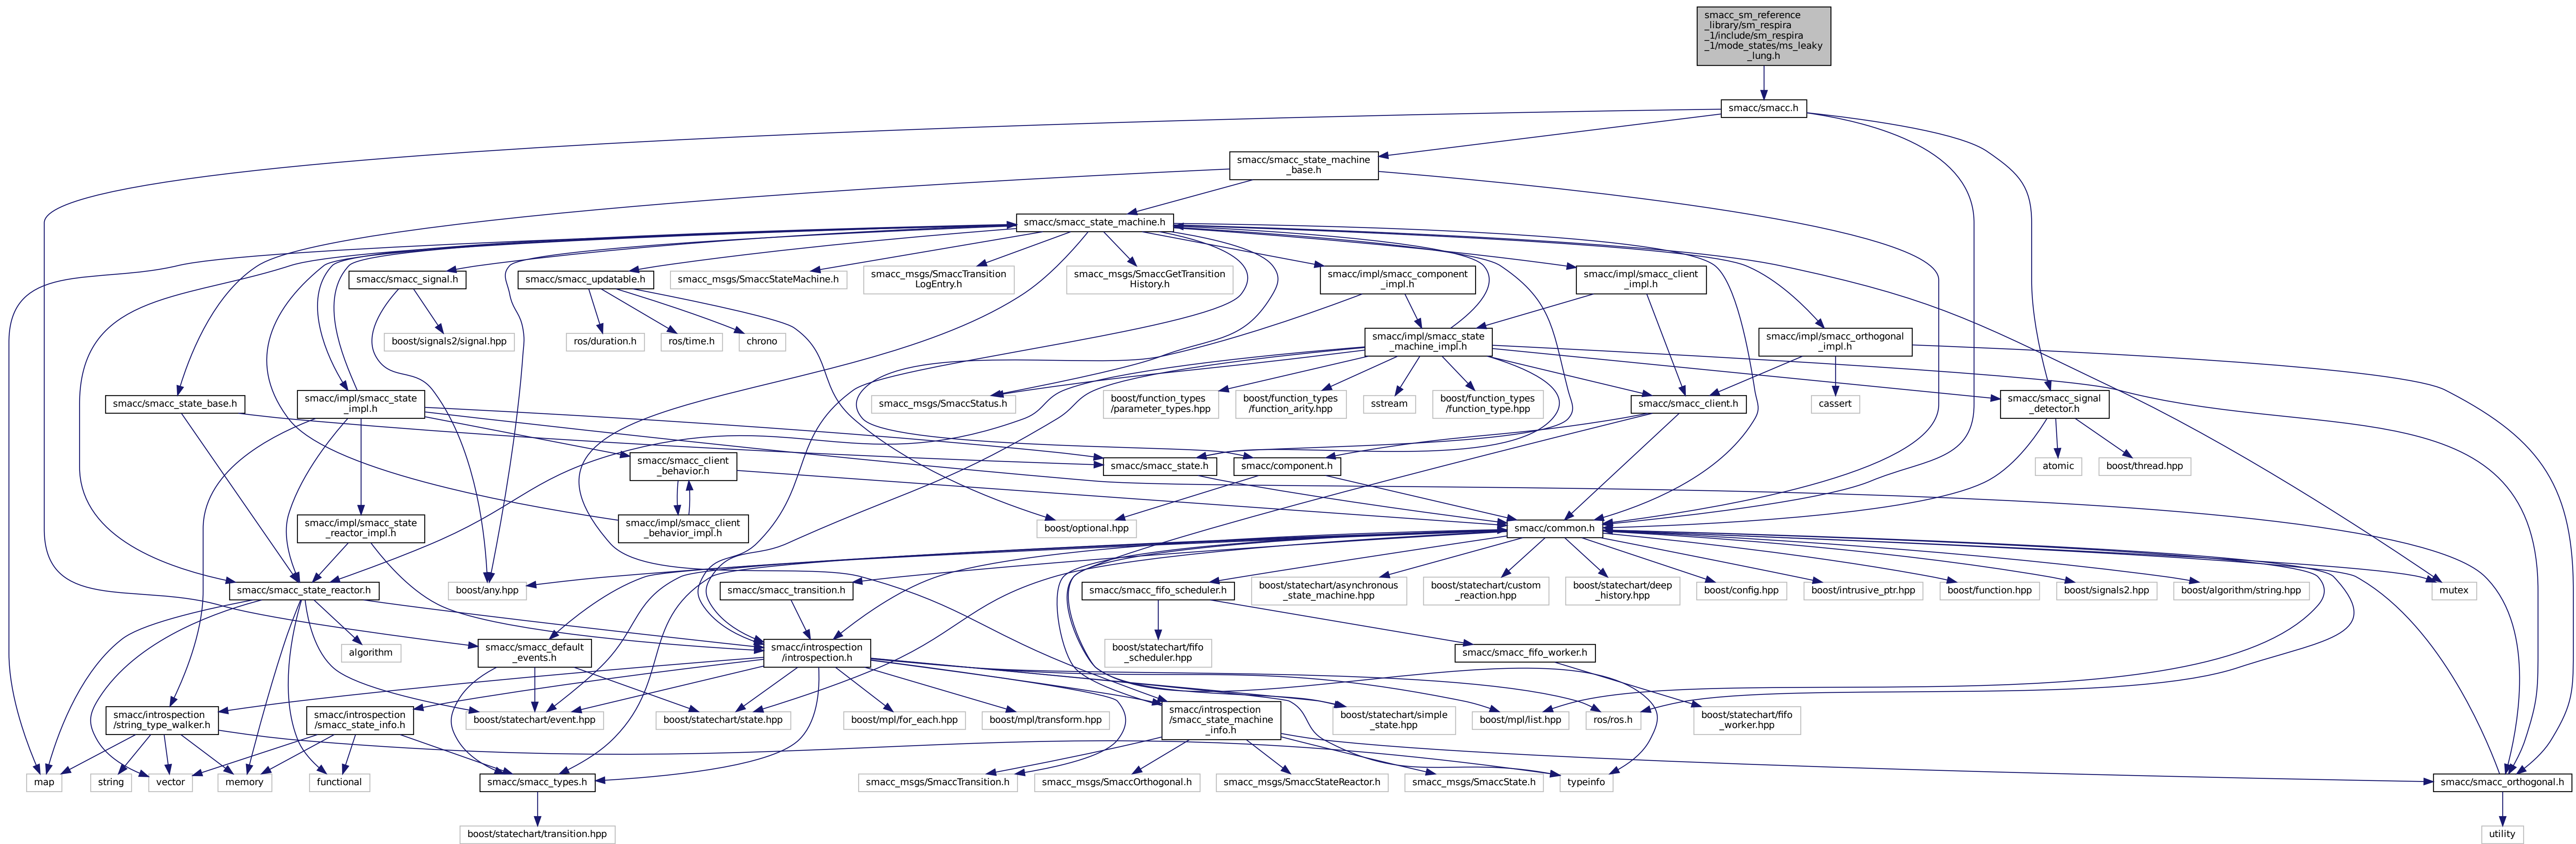 smacc_sm_reference
_library/sm_respira
_1/include/sm_respira
_1/mode_states/ms_leaky
_lung.h
smacc/smacc.h
smacc/smacc_state_machine
_base.h
smacc/smacc_state_machine.h
smacc/smacc_signal.h
smacc/smacc_updatable.h
smacc_msgs/SmaccStateMachine.h
smacc_msgs/SmaccTransition
LogEntry.h
smacc_msgs/SmaccGetTransition
History.h
smacc/impl/smacc_component
_impl.h
smacc/impl/smacc_client
_impl.h
boost/signals2/signal.hpp
ros/duration.h
ros/time.h
chrono
smacc/impl/smacc_state
_machine_impl.h
smacc/impl/smacc_orthogonal
_impl.h
smacc/smacc_state_base.h
smacc/impl/smacc_state
_impl.h
smacc_msgs/SmaccStatus.h
boost/function_types
/parameter_types.hpp
boost/function_types
/function_arity.hpp
sstream
boost/function_types
/function_type.hpp
smacc/smacc_client.h
cassert
smacc/smacc_signal
_detector.h
smacc/smacc_client
_behavior.h
smacc/smacc_state.h
smacc/component.h
atomic
boost/thread.hpp
smacc/impl/smacc_state
_reactor_impl.h
smacc/impl/smacc_client
_behavior_impl.h
boost/optional.hpp
smacc/common.h
smacc/smacc_state_reactor.h
boost/any.hpp
smacc/smacc_transition.h
smacc/smacc_fifo_scheduler.h
boost/statechart/asynchronous
_state_machine.hpp
boost/statechart/custom
_reaction.hpp
boost/statechart/deep
_history.hpp
boost/config.hpp
boost/intrusive_ptr.hpp
boost/function.hpp
boost/signals2.hpp
boost/algorithm/string.hpp
mutex
algorithm
smacc/smacc_default
_events.h
smacc/introspection
/introspection.h
boost/statechart/fifo
_scheduler.hpp
smacc/smacc_fifo_worker.h
smacc/introspection
/string_type_walker.h
smacc/introspection
/smacc_state_info.h
boost/statechart/event.hpp
boost/statechart/state.hpp
boost/mpl/for_each.hpp
boost/mpl/transform.hpp
smacc/introspection
/smacc_state_machine
_info.h
boost/statechart/simple
_state.hpp
boost/mpl/list.hpp
ros/ros.h
boost/statechart/fifo
_worker.hpp
map
string
vector
memory
functional
smacc/smacc_types.h
smacc_msgs/SmaccTransition.h
smacc_msgs/SmaccOrthogonal.h
smacc_msgs/SmaccStateReactor.h
smacc_msgs/SmaccState.h
typeinfo
smacc/smacc_orthogonal.h
boost/statechart/transition.hpp
utility